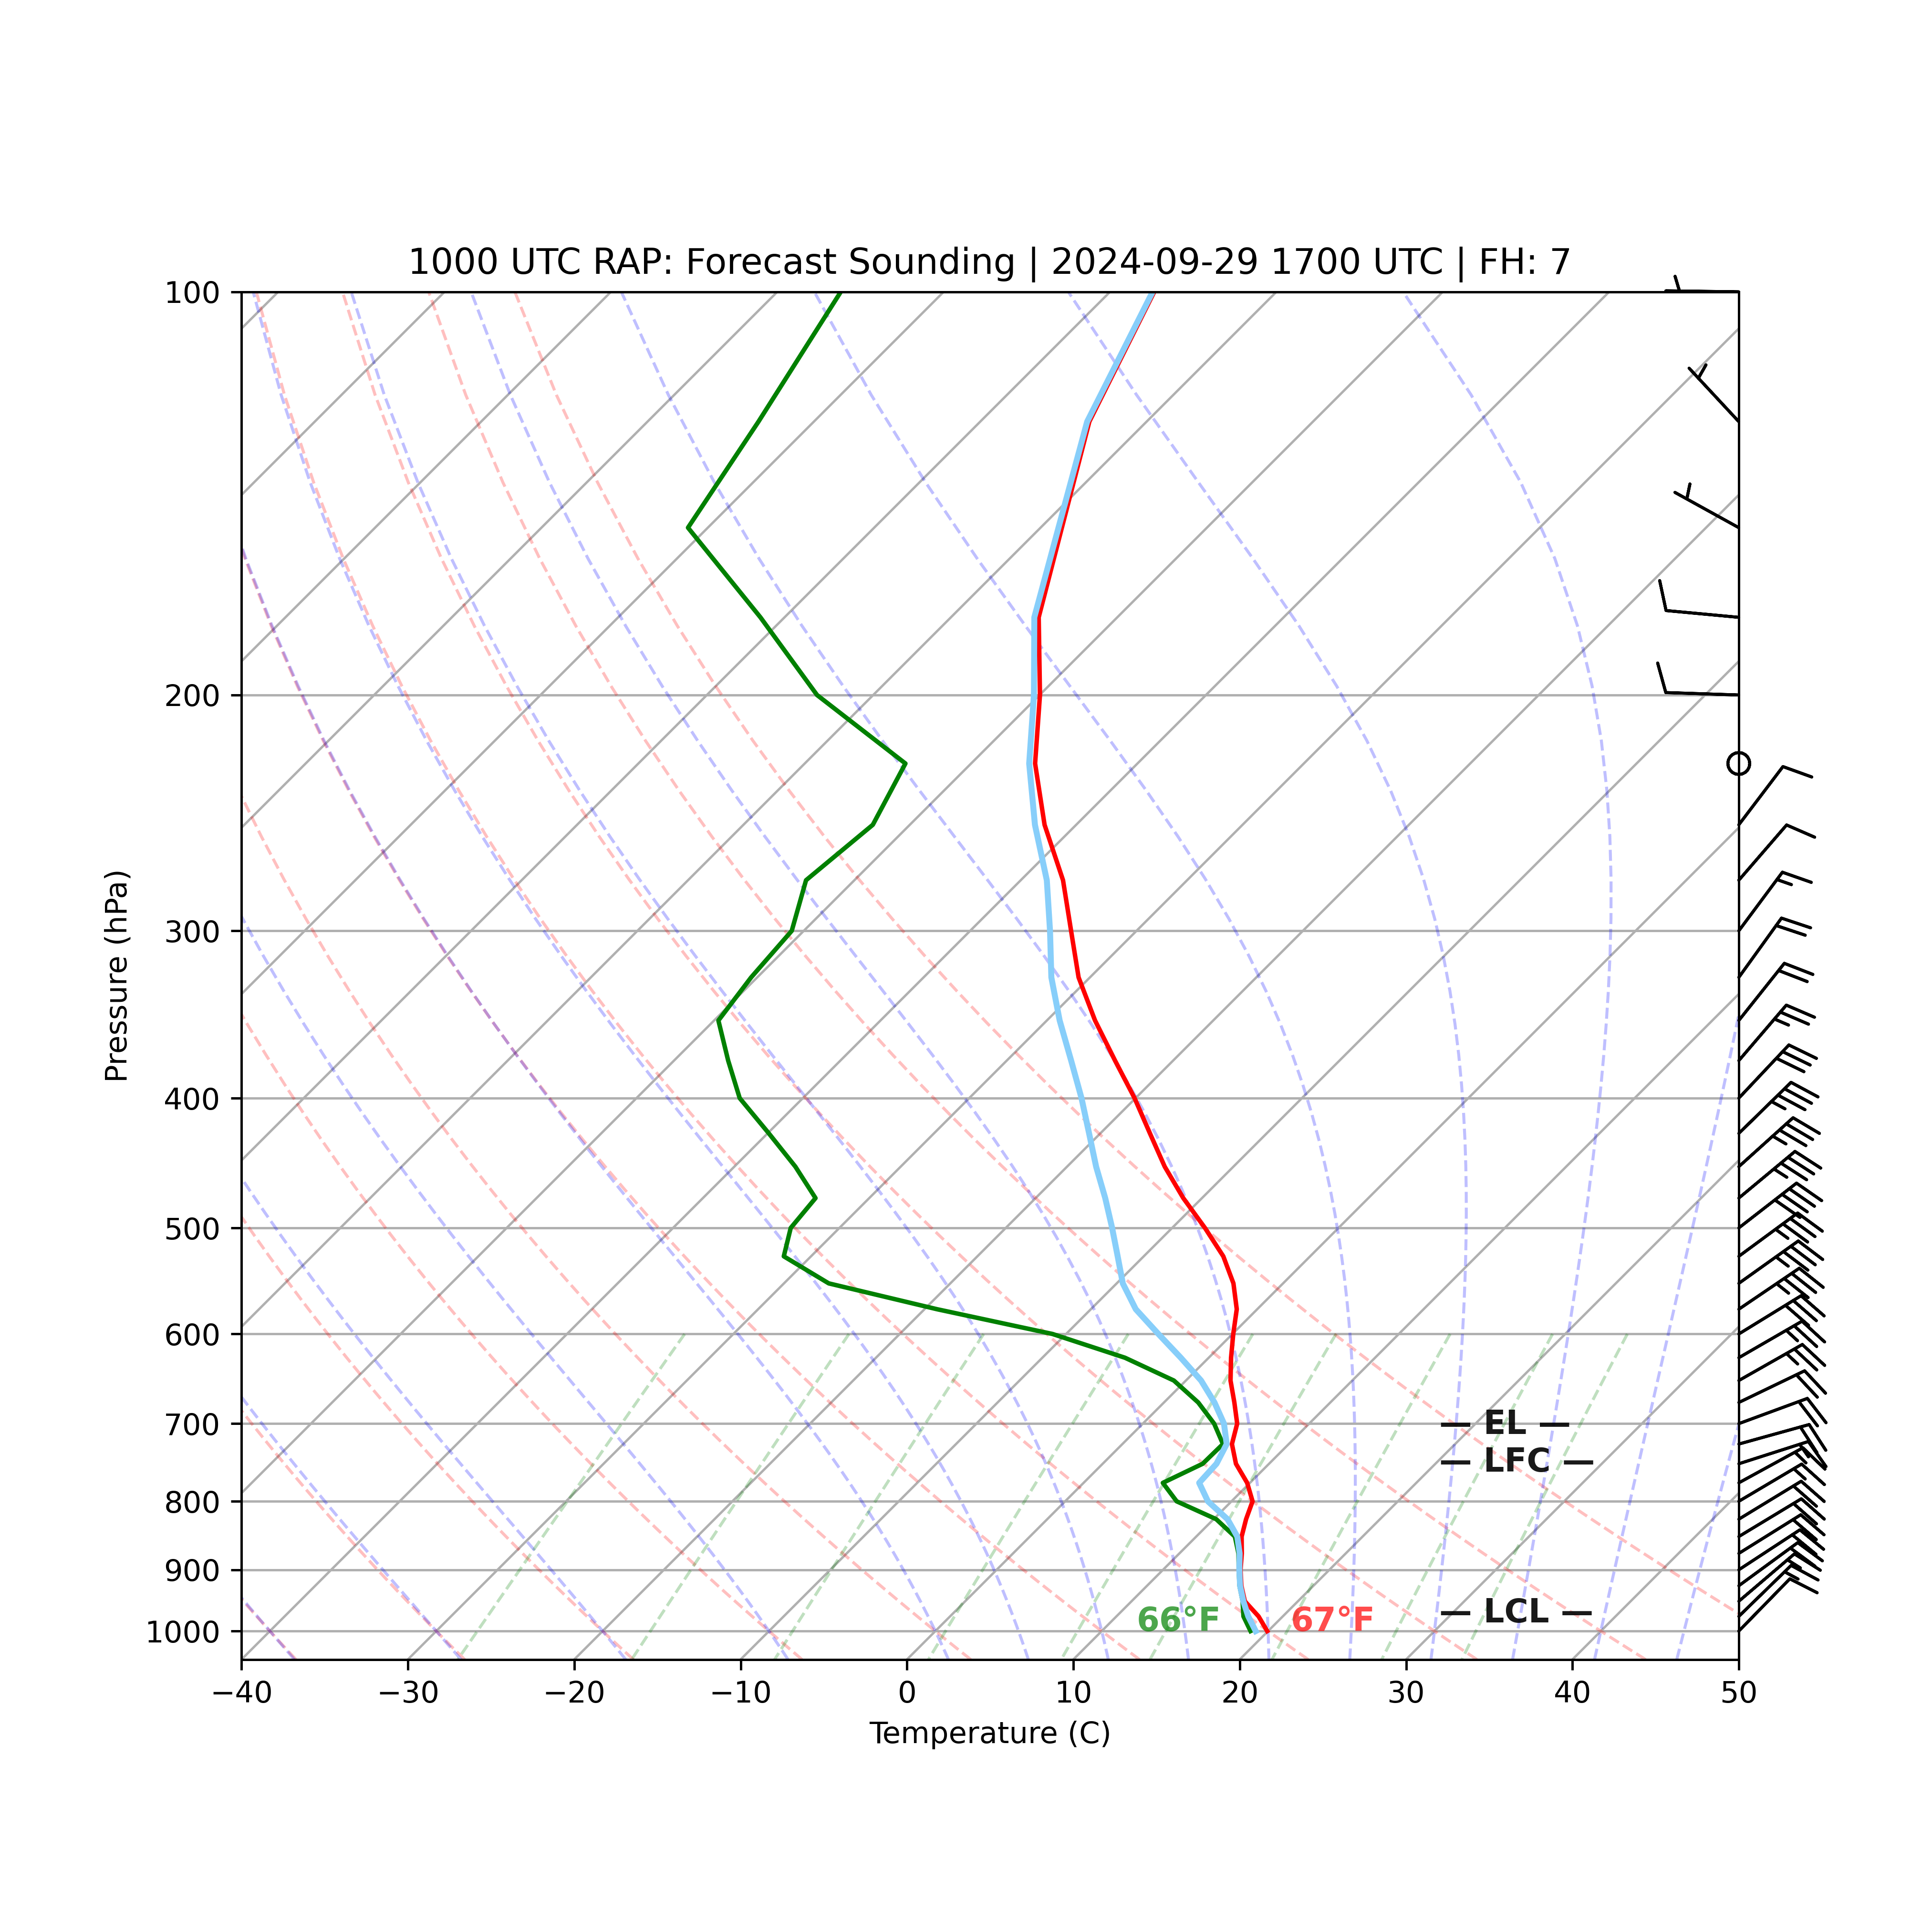 1000 UTC RAP: Forecast Sounding | 2024-09-29 1700 UTC | FH: 7
100
200
300
400
500
600
700
800
900
1000
Pressure (hPa)
— EL —
— LFC —
— LCL —
66°F
67°F
−40
−30
−20
−10
0
10
20
30
40
50
Temperature (C)